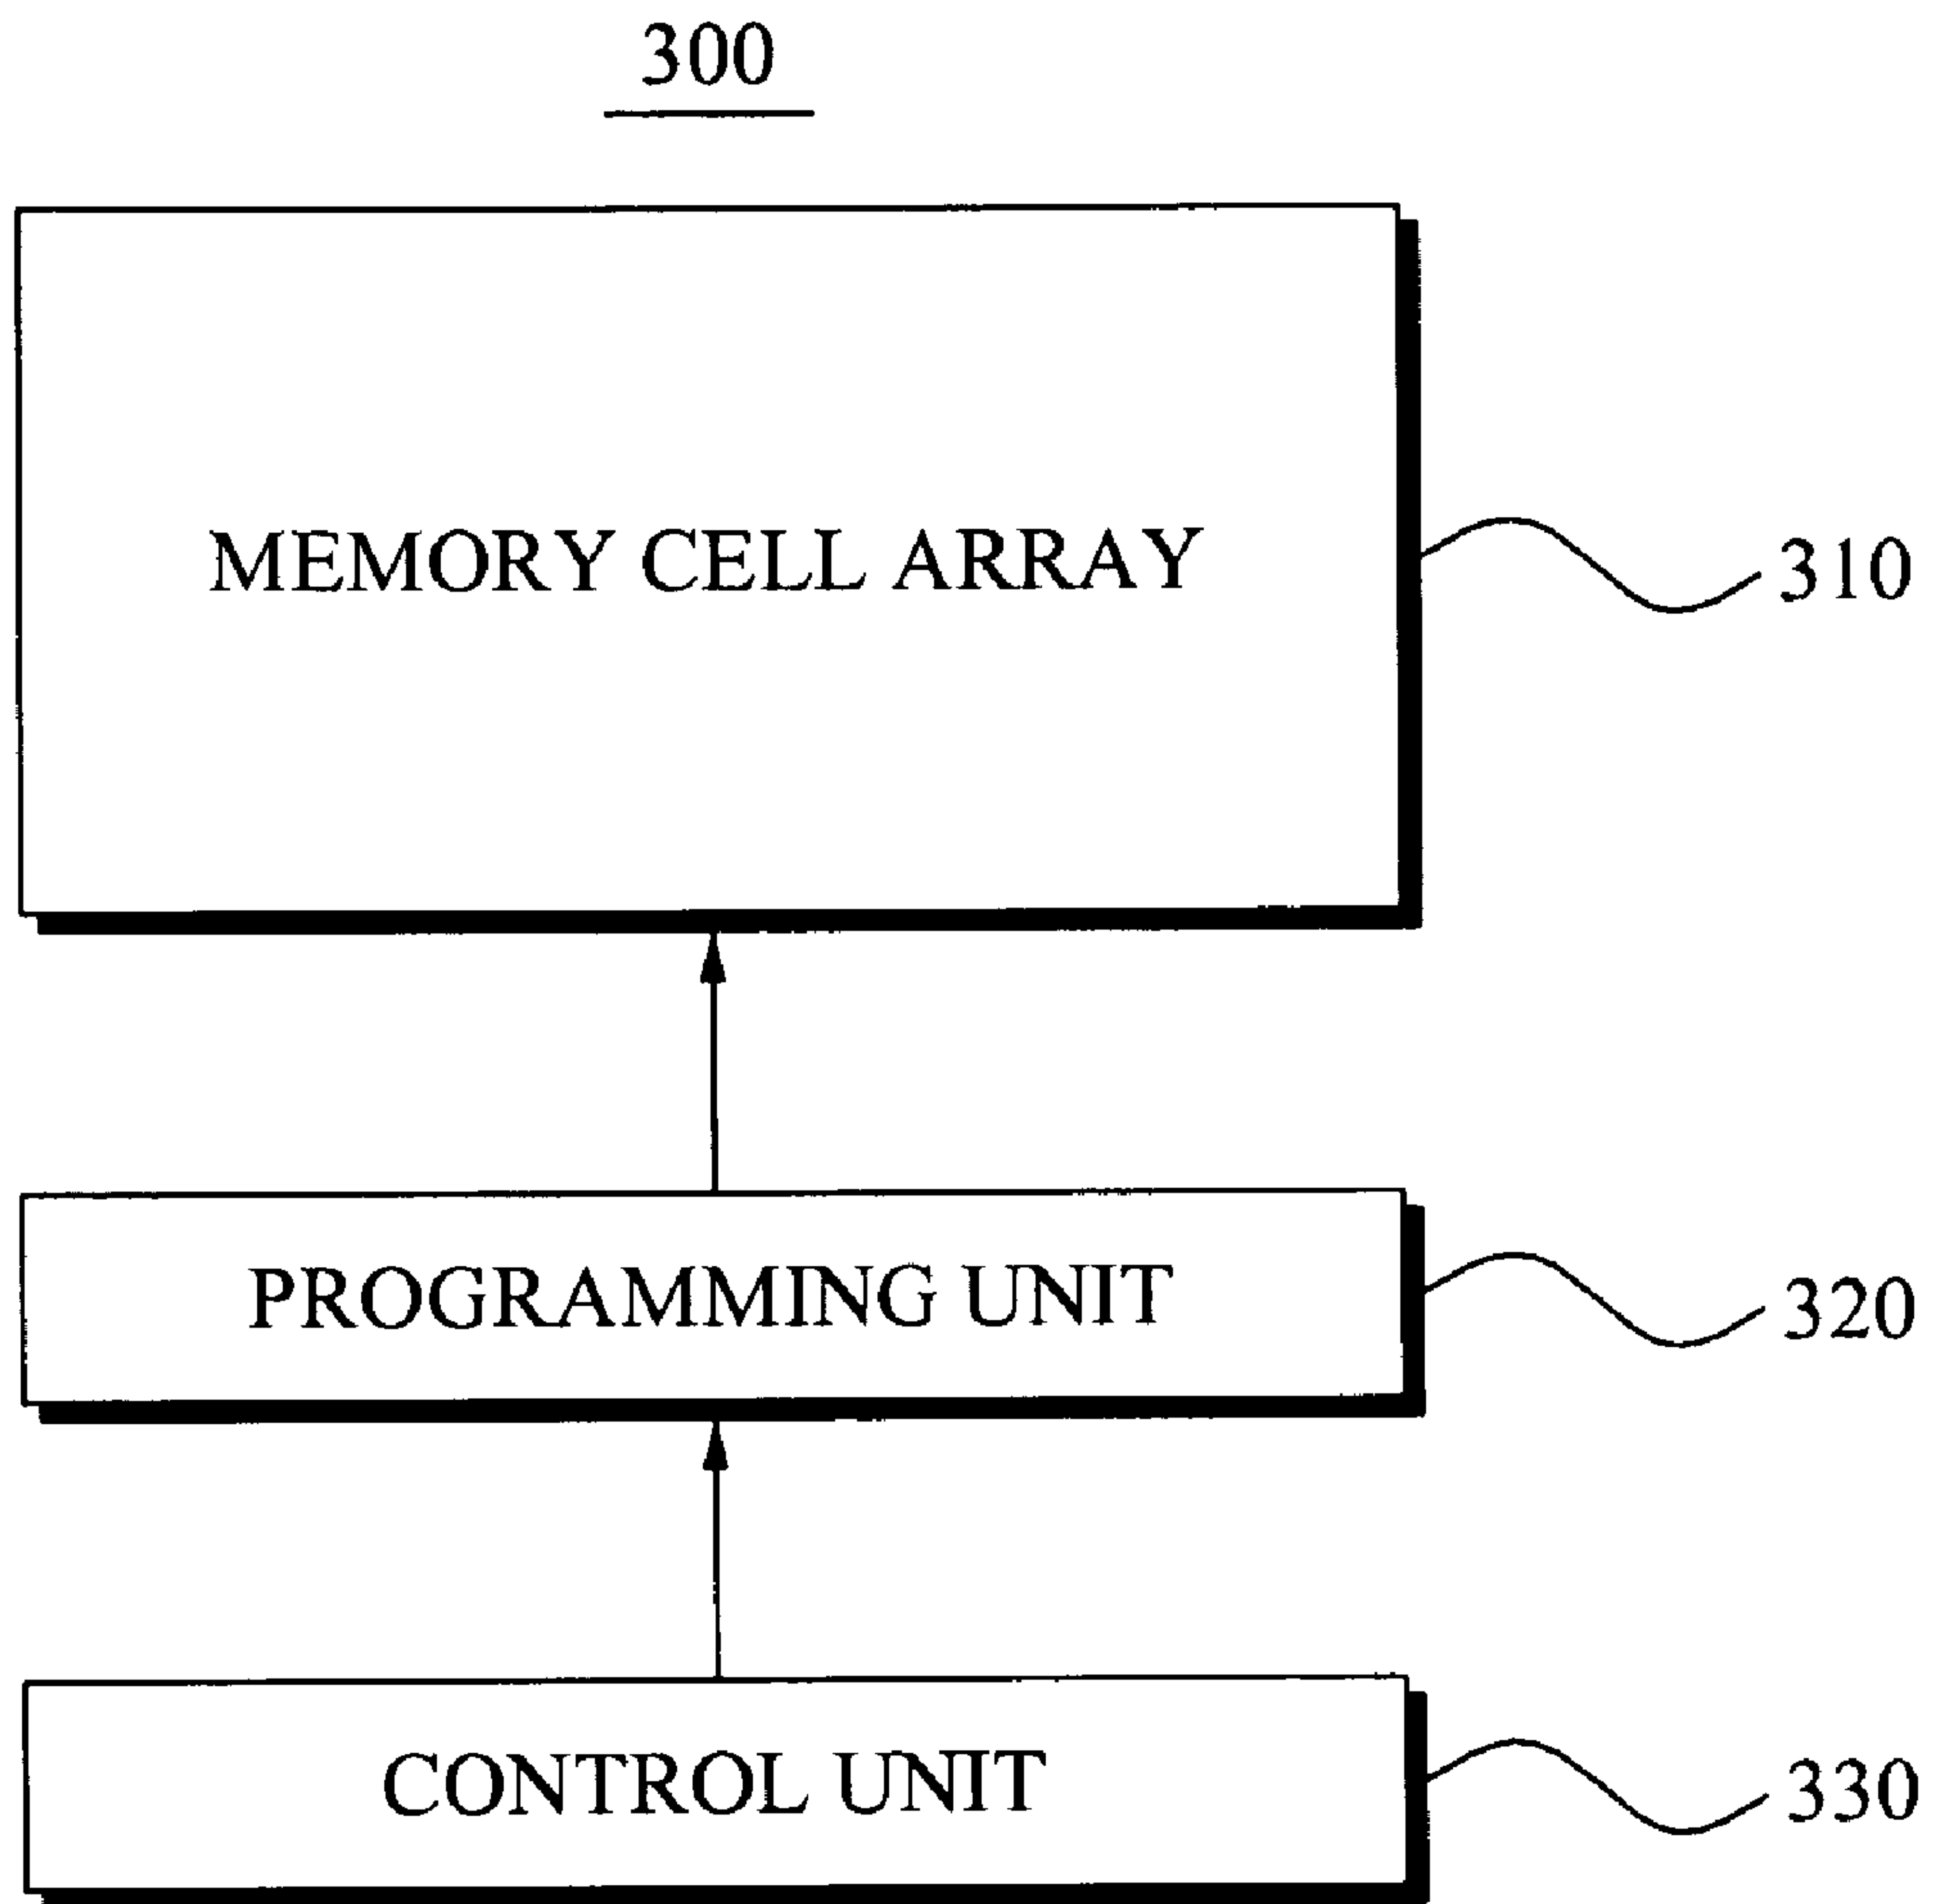 300
MEMORY CELL ARRAY
310
PROGRAMMING UNIT
320
CONTROL UNIT
330